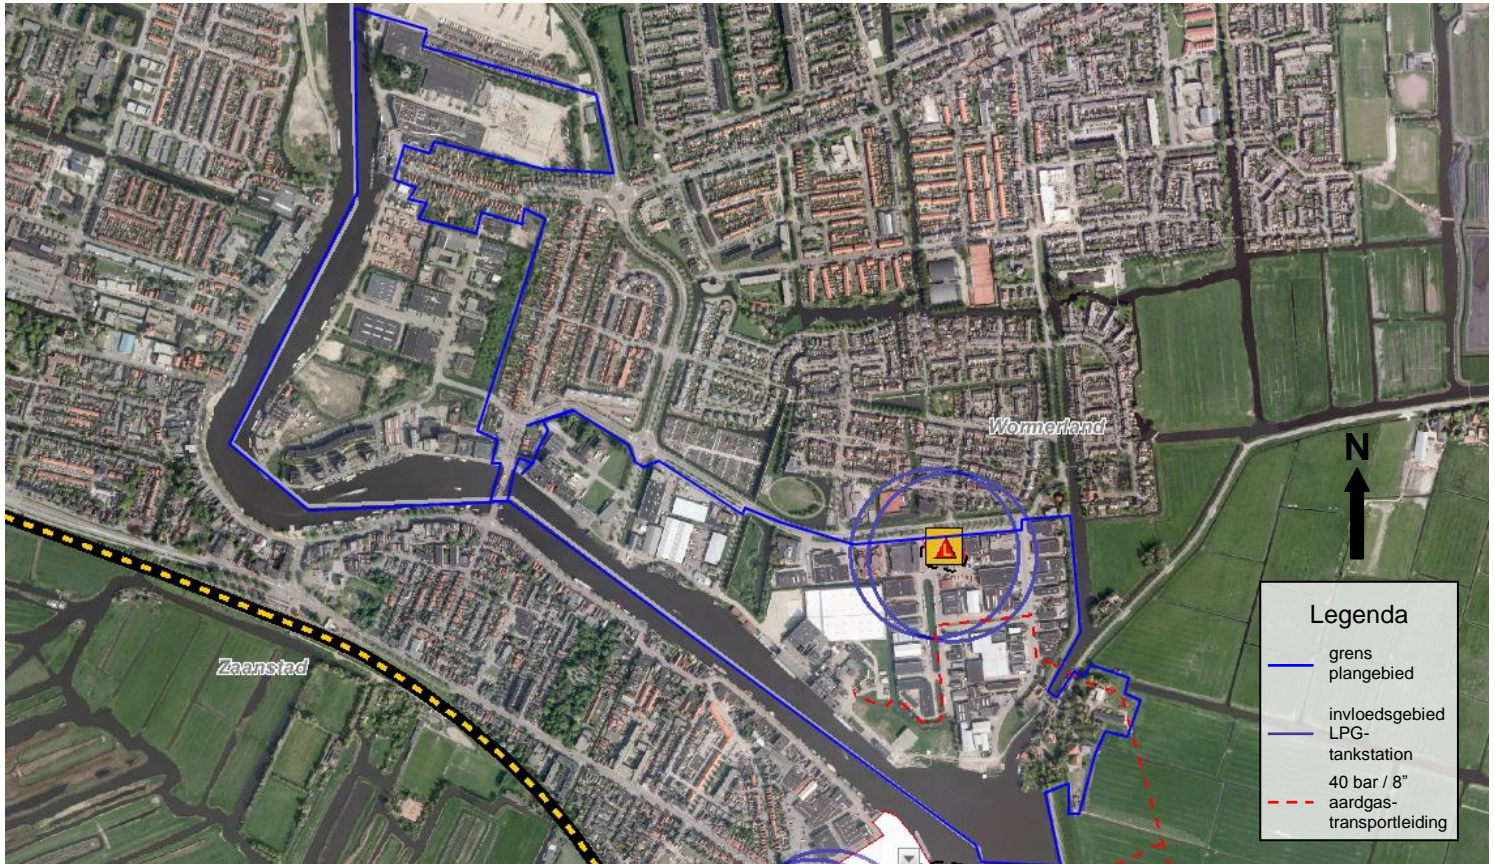 Wormerland
N
Zaanstad
L
Legenda
grens
plangebied
invloedsgebied
LPG-
tankstation
40 bar / 8”
aardgas-
transportleiding